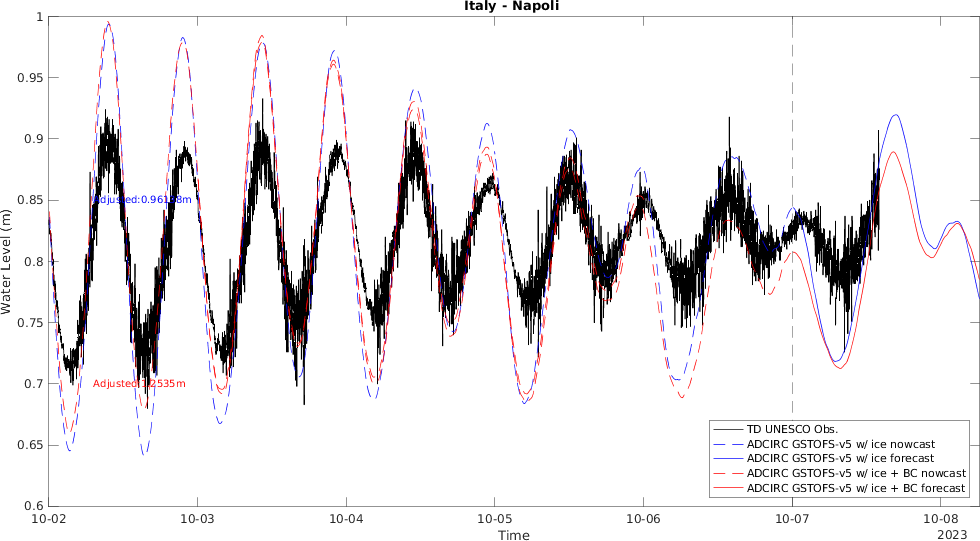 Italy - Napoli
1
0.95
0.9
0.85
0.8
0.75
0.7
0.65
0.6
Water Level (m)
Adjusted:1.2535m
10-02
10-03
10-04
10-05
10-06
10-07
10-08
Time
2023
TD UNESCO Obs.
ADCIRC GSTOFS-v5 w/ ice nowcast
ADCIRC GSTOFS-v5 w/ ice forecast
ADCIRC GSTOFS-v5 w/ ice + BC nowcast
ADCIRC GSTOFS-v5 w/ ice + BC forecast